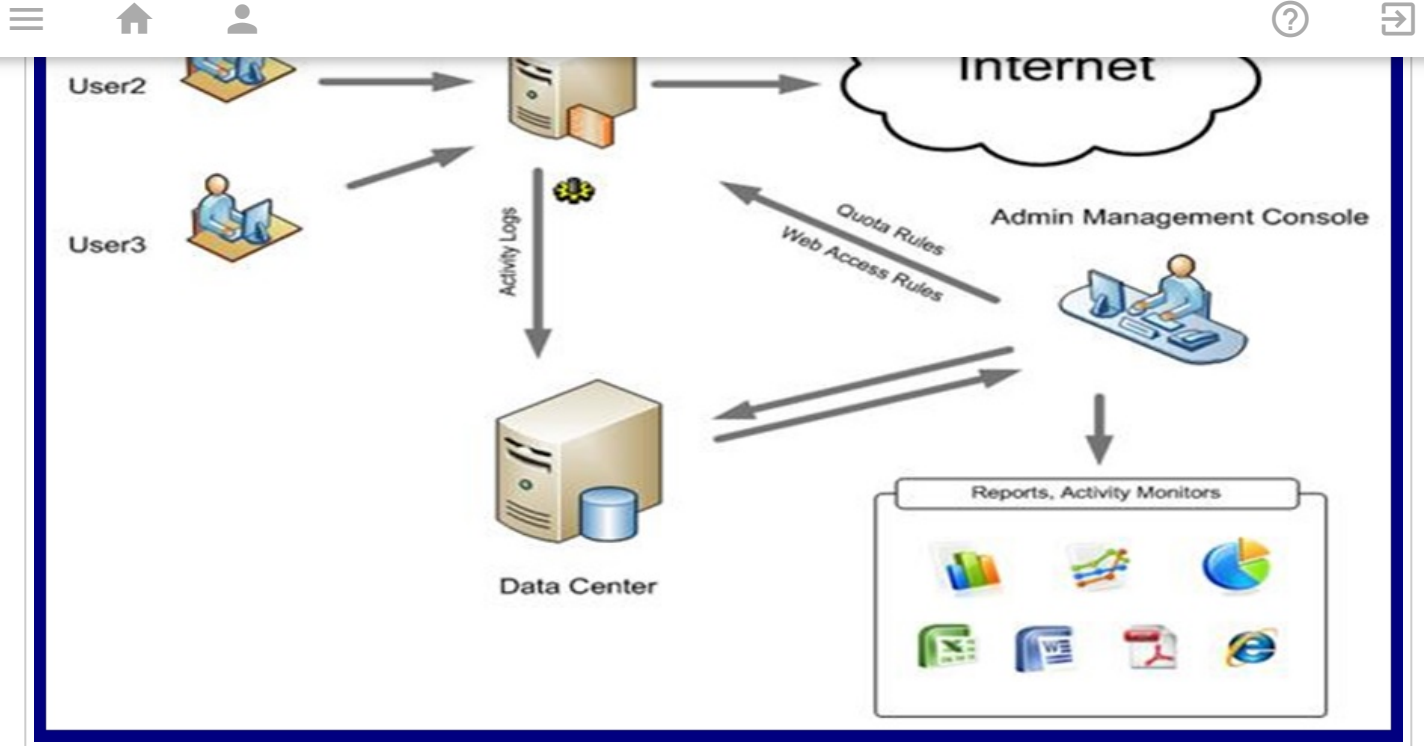 User2
Internet
User3
Activity Logs
Quota Rules
Web Access Rules
Admin Management Console
Reports, Activity Monitors
Data Center